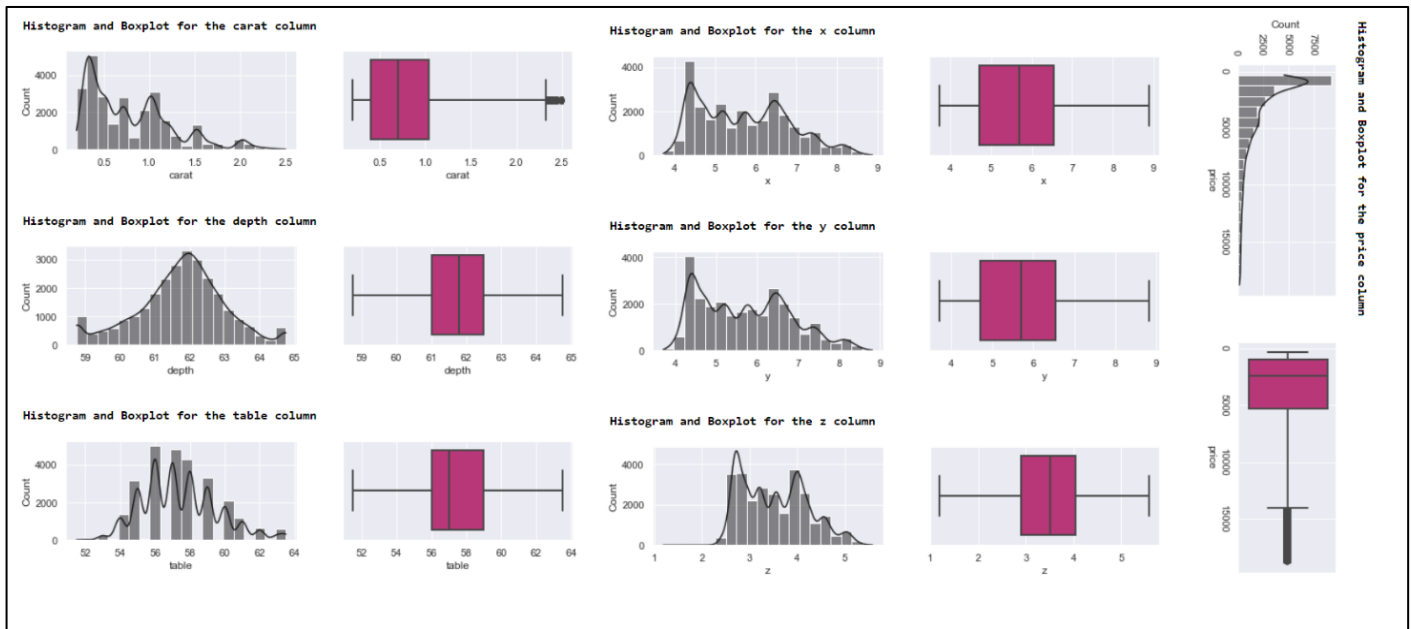 Histogram and Boxplot for the carat column
Count
4000
2000
0
0.5 1.0 1.5 2.0 2.5
carat
0.5 1.0 1.5 2.0 2.5
carat
Histogram and Boxplot for the depth column
Count
3000
2000
1000
0
59 60 61 62 63 64 65
depth
59 60 61 62 63 64 65
depth
Histogram and Boxplot for the table column
Count
4000
2000
0
52 54 56 58 60 62 64
table
52 54 56 58 60 62 64
table
Histogram and Boxplot for the x column
Count
4000
2000
0
4 5 6 7 8 9
x
4 5 6 7 8 9
x
Histogram and Boxplot for the y column
Count
4000
2000
0
4 5 6 7 8 9
y
4 5 6 7 8 9
y
Histogram and Boxplot for the z column
Count
4000
2000
0
1 2 3 4 5
z
1 2 3 4 5
z
Histogram and Boxplot for the price column
Count
7500
5000
2500
0
0 5000 10000 15000
price
0 5000 10000 15000
price